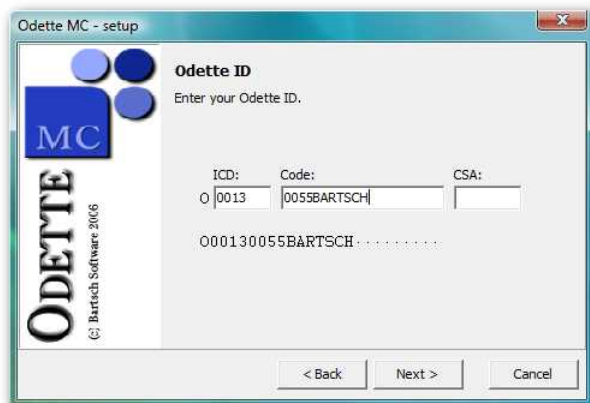 Odette MC - setup
MC
ODETTE
(c) Bartsch Software 2006
Odette ID
Enter your Odette ID.
ICD: Code: CSA:
O 0013 0055BARTSCH
O00130055BARTSCH·········
< Back Next > Cancel